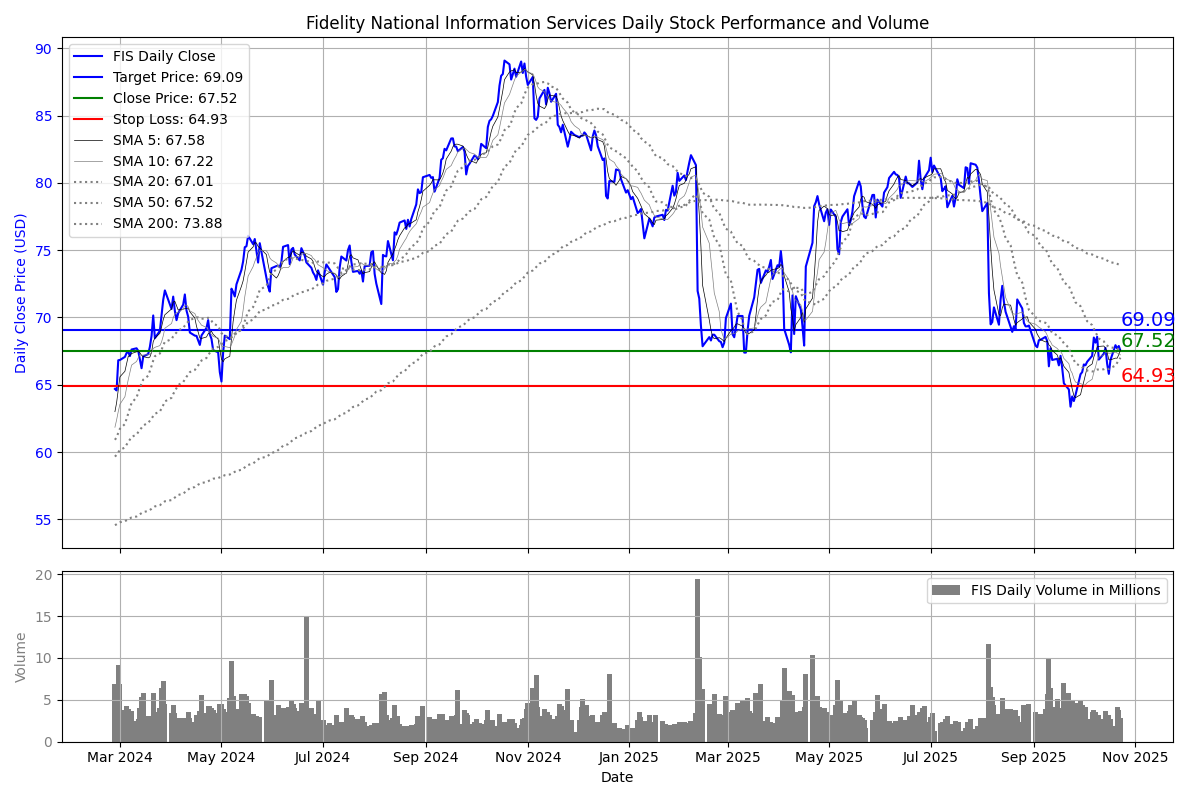 Fidelity National Information Services Daily Stock Performance and Volume
90
85
80
75
70
65
60
55
Daily Close Price (USD)
FIS Daily Close
Target Price: 69.09
Close Price: 67.52
Stop Loss: 64.93
SMA 5: 67.58
SMA 10: 67.22
SMA 20: 67.01
SMA 50: 67.52
SMA 200: 73.88
69.09
67.52
64.93
20
15
10
5
0
Volume
FIS Daily Volume in Millions
Mar 2024
May 2024
Jul 2024
Sep 2024
Nov 2024
Jan 2025
Mar 2025
May 2025
Jul 2025
Sep 2025
Nov 2025
Date